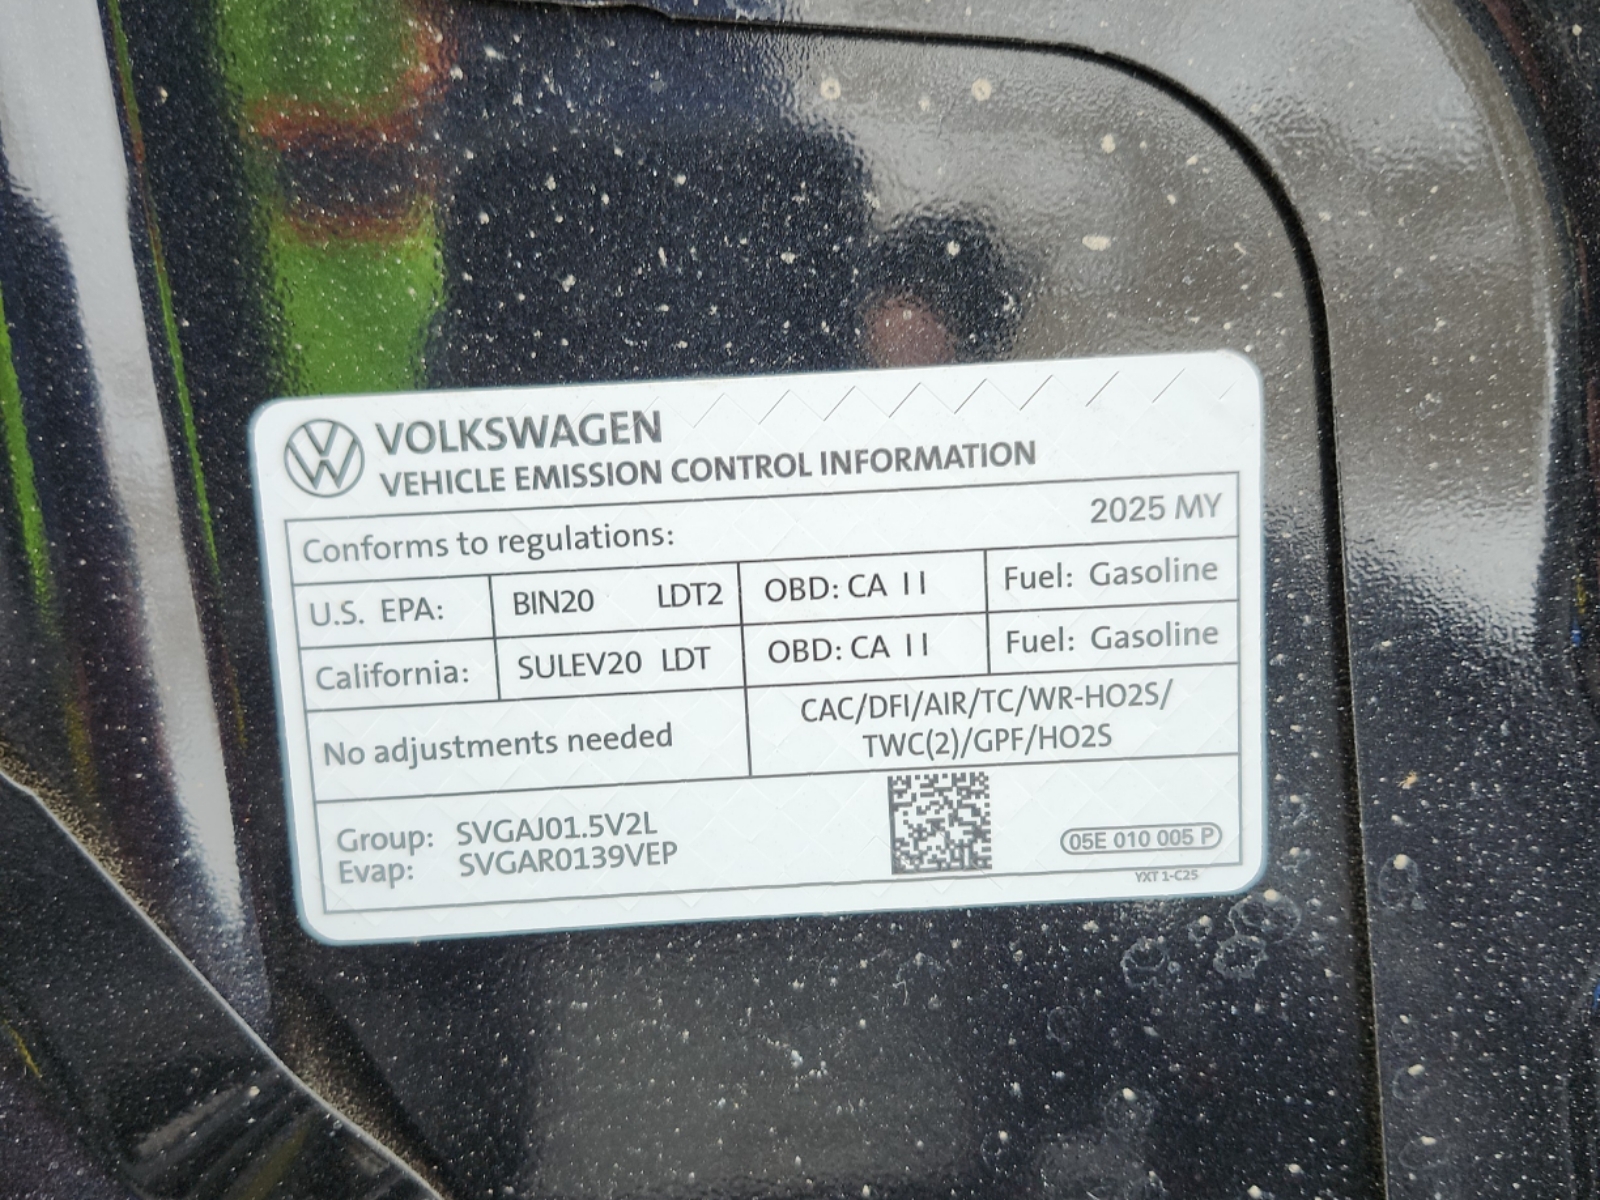 VOLKSWAGEN
VEHICLE EMISSION CONTROL INFORMATION
2025 MY
Conforms to regulations:
U.S. EPA: BIN20 LDT2 OBD: CA II Fuel: Gasoline
California: SULEV20 LDT OBD: CA II Fuel: Gasoline
No adjustments needed
CAC/DFI/AIR/TC/WR-HO2S/
TWC(2)/GPF/HO2S
Group: SVGAJ01.5V2L
Evap: SVGAR0139VEP
05E 010 005 P
YXT 1-C25